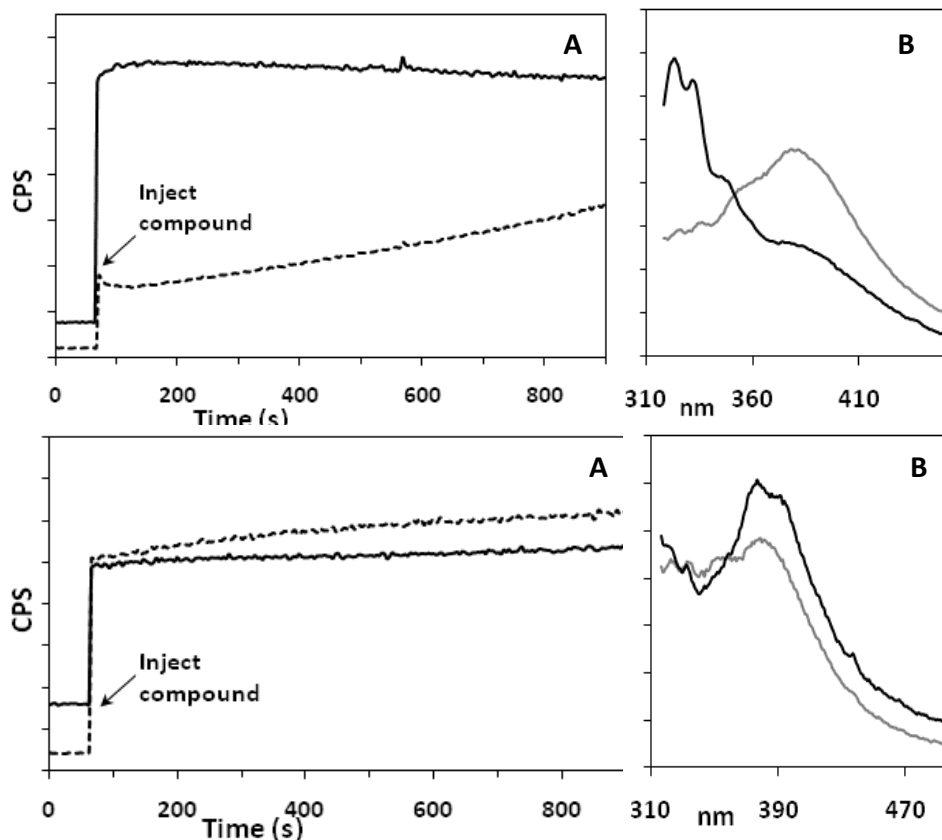 A
B
CPS
Inject
compound
0
200
400
600
800
Time (s)
310
nm
360
410
A
B
CPS
Inject
compound
0
200
400
600
800
Time (s)
310
nm
390
470